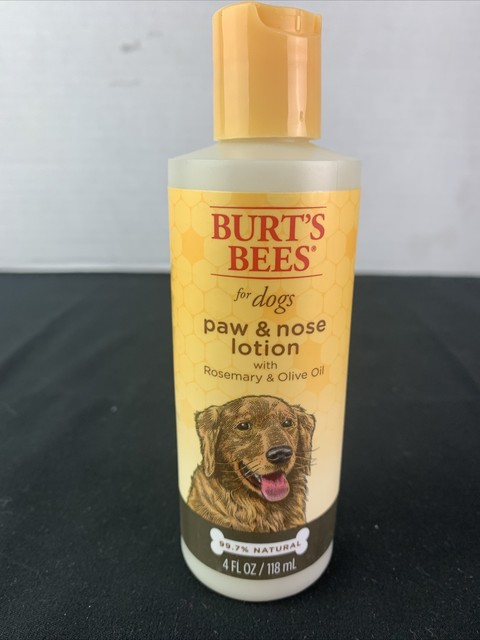 BURT'S
BEES®
for dogs
paw & nose
lotion
with
Rosemary & Olive Oil
99.7% NATURAL
4 FL OZ / 118 mL